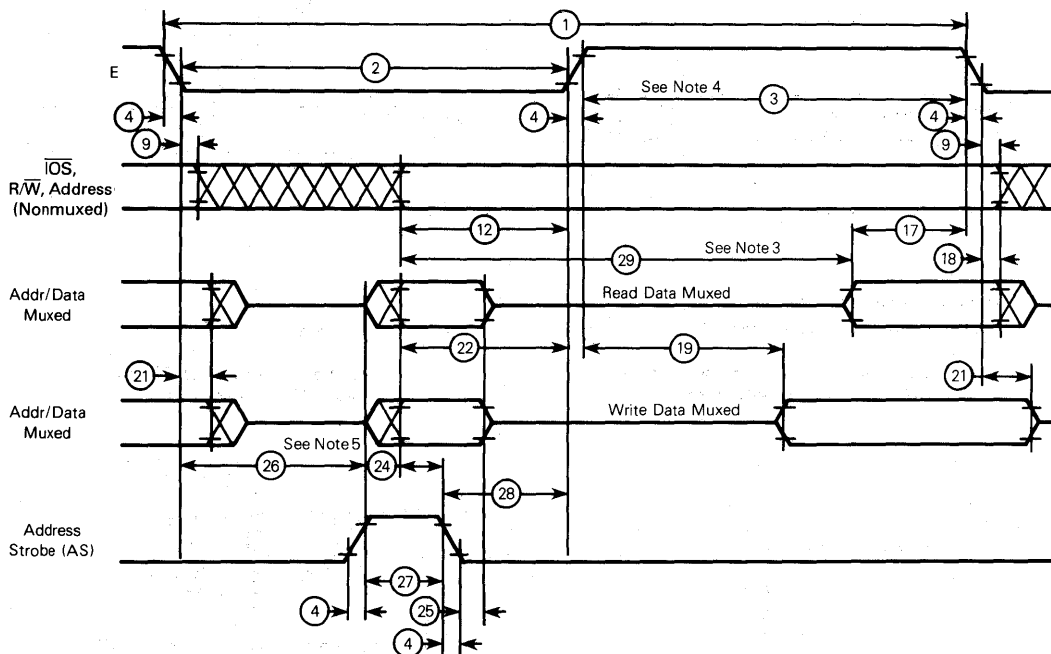 1
E
2
See Note 4
3
4
4
4
9
9
IOS,
R/W, Address
(Nonmuxed)
12
17
See Note 3
29
18
Addr/Data
Muxed
Read Data Muxed
22
19
21
21
Addr/Data
Muxed
Write Data Muxed
See Note 5
26
24
28
Address
Strobe (AS)
27
4
25
4